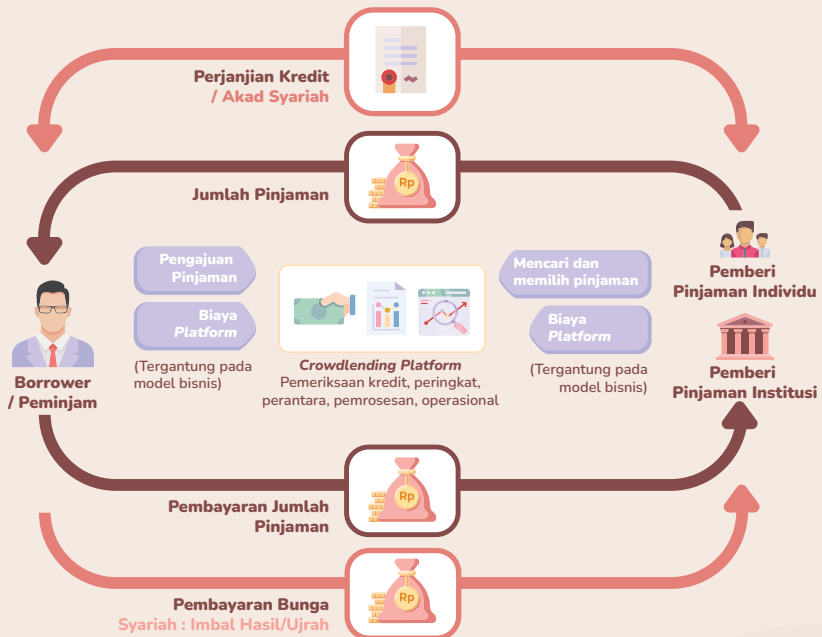 Perjanjian Kredit
/ Akad Syariah
Rp
Jumlah Pinjaman
Pengajuan
Pinjaman
Biaya
Platform
(Tergantung pada
model bisnis)
Borrower
/ Peminjam
Crowdlending Platform
Pemeriksaan kredit, peringkat,
perantara, pemrosesan, operasional
Mencari dan
memilih pinjaman
Biaya
Platform
(Tergantung pada
model bisnis)
Pemberi
Pinjaman Individu
Pemberi
Pinjaman Institusi
Rp
Pembayaran Jumlah
Pinjaman
Rp
Pembayaran Bunga
Syariah : Imbal Hasil/Ujrah